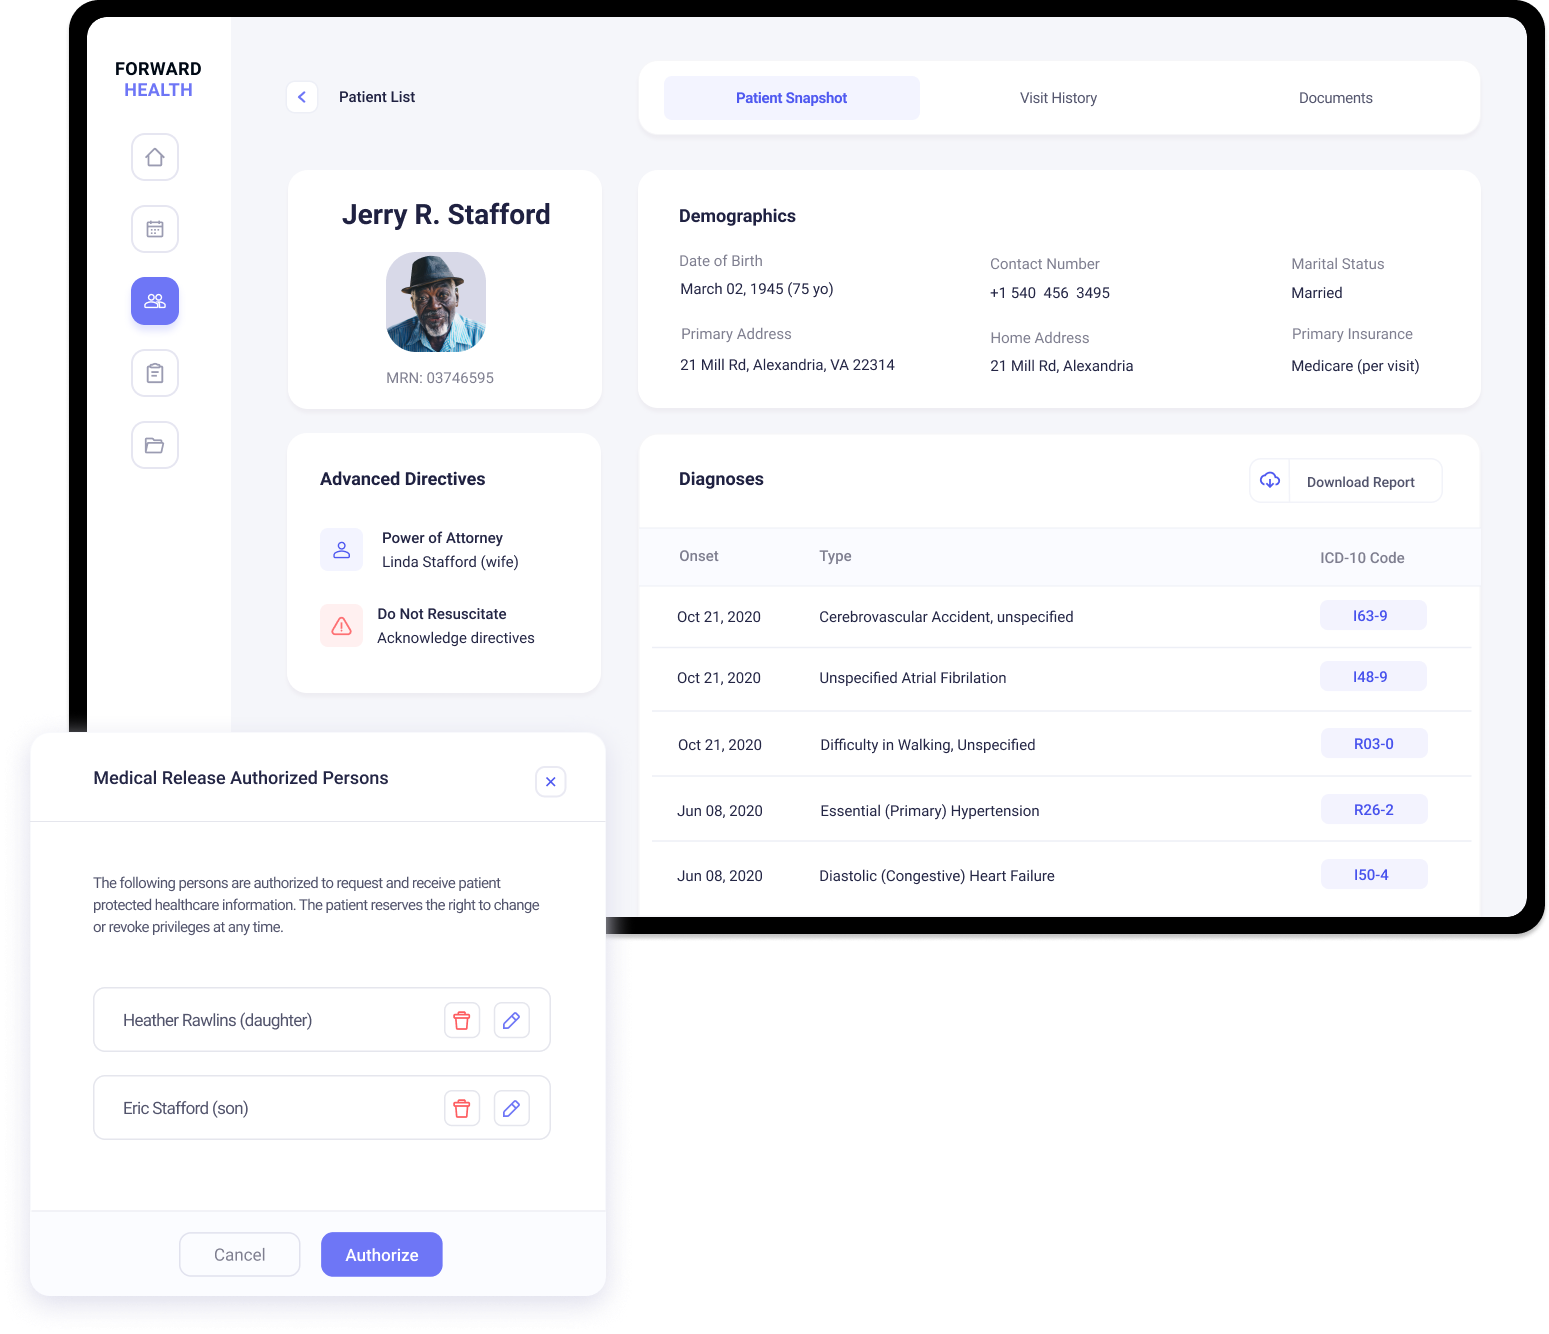 FORWARD
HEALTH
Patient List
Patient Snapshot
Visit History
Documents
Jerry R. Stafford
MRN: 03746595
Demographics
Date of Birth
March 02, 1945 (75 yo)
Contact Number
+1 540 456 3495
Marital Status
Married
Primary Address
21 Mill Rd, Alexandria, VA 22314
Home Address
21 Mill Rd, Alexandria
Primary Insurance
Medicare (per visit)
Advanced Directives
Power of Attorney
Linda Stafford (wife)
Do Not Resuscitate
Acknowledge directives
Diagnoses
Download Report
Onset Type ICD-10 Code
Oct 21, 2020 Cerebrovascular Accident, unspecified I63-9
Oct 21, 2020 Unspecified Atrial Fibrilation I48-9
Oct 21, 2020 Difficulty in Walking, Unspecified R03-0
Jun 08, 2020 Essential (Primary) Hypertension R26-2
Jun 08, 2020 Diastolic (Congestive) Heart Failure I50-4
Medical Release Authorized Persons
The following persons are authorized to request and receive patient
protected healthcare information. The patient reserves the right to change
or revoke privileges at any time.
Heather Rawlins (daughter)
Eric Stafford (son)
Cancel
Authorize